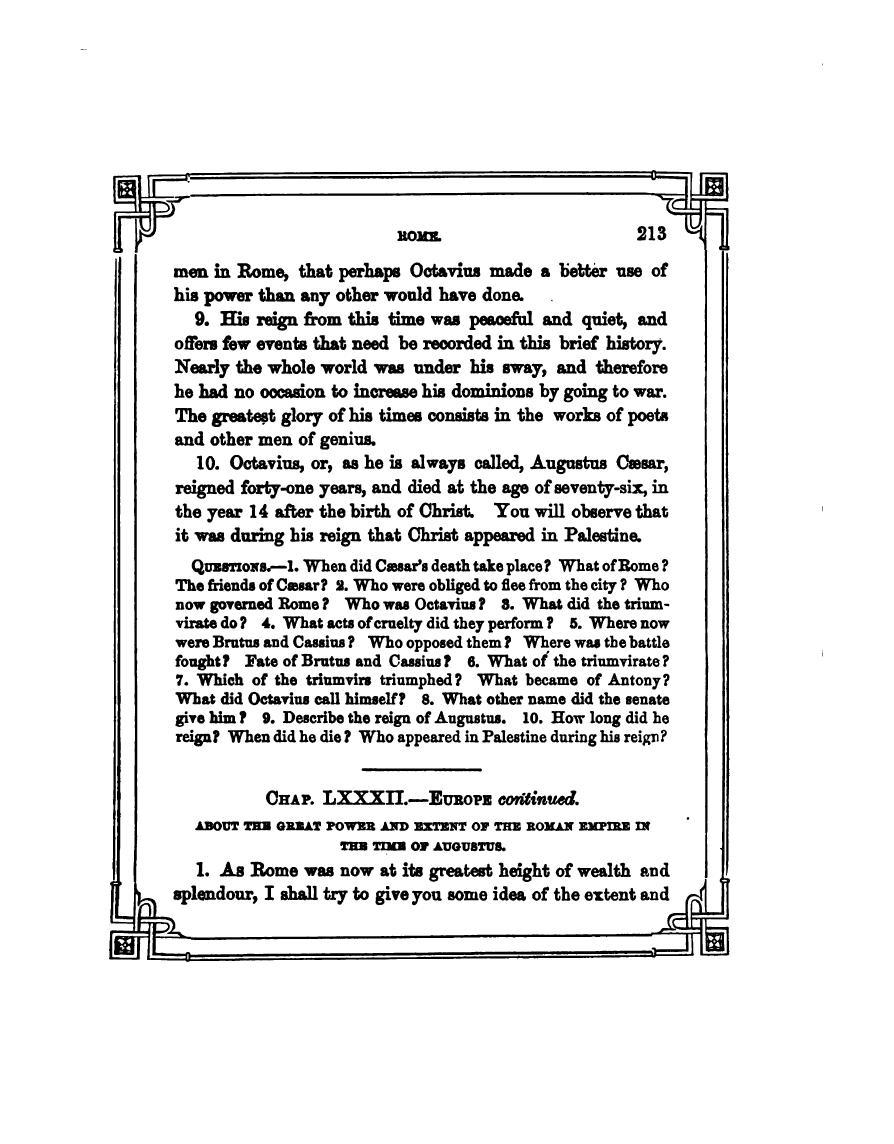 ROME. 213
men in Rome, that perhaps Octavius made a better use of
his power than any other would have done.
9. His reign from this time was peaceful and quiet, and
offers few events that need be recorded in this brief history.
Nearly the whole world was under his sway, and therefore
he had no occasion to increase his dominions by going to war.
The greatest glory of his times consists in the works of poets
and other men of genius.
10. Octavius, or, as he is always called, Augustus Cæsar,
reigned forty-one years, and died at the age of seventy-six, in
the year 14 after the birth of Christ. You will observe that
it was during his reign that Christ appeared in Palestine.
QUESTIONS.—1. When did Cæsar's death take place? What of Rome?
The friends of Cæsar? 2. Who were obliged to flee from the city? Who
now governed Rome? Who was Octavius? 3. What did the trium-
virate do? 4. What acts of cruelty did they perform? 5. Where now
were Brutus and Cassius? Who opposed them? Where was the battle
fought? Fate of Brutus and Cassius? 6. What of the triumvirate?
7. Which of the triumvirs triumphed? What became of Antony?
What did Octavius call himself? 8. What other name did the senate
give him? 9. Describe the reign of Augustus. 10. How long did he
reign? When did he die? Who appeared in Palestine during his reign?
CHAP. LXXXII.—EUROPE continued.
ABOUT THE GREAT POWER AND EXTENT OF THE ROMAN EMPIRE IN
THE TIME OF AUGUSTUS.
1. As Rome was now at its greatest height of wealth and
splendour, I shall try to give you some idea of the extent and